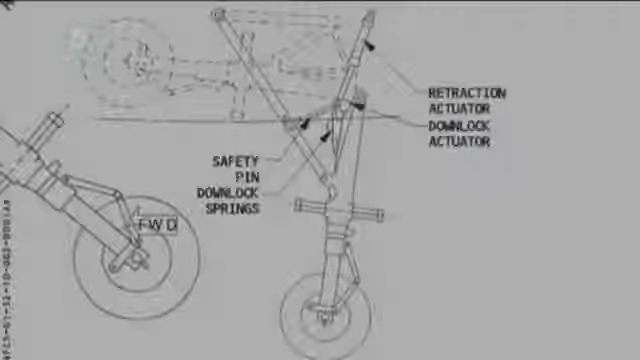 RETRACTION
ACTUATOR
DOWNLOCK
ACTUATOR
SAFETY
PIN
DOWNLOCK
SPRINGS
FWD